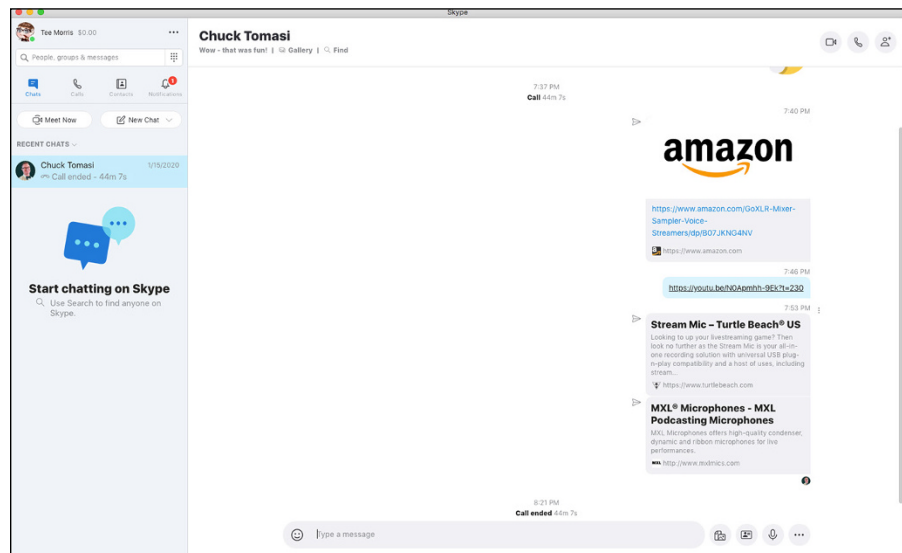 Skype
Tee Morris $0.00
People, groups & messages
Chats
Calls
Contacts
Notifications
1
Meet Now
New Chat
RECENT CHATS
Chuck Tomasi
1/15/2020
Call ended - 44m 7s
Start chatting on Skype
Use Search to find anyone on
Skype.
Chuck Tomasi
Wow - that was fun! | Gallery | Find
7:37 PM
Call 44m 7s
7:40 PM
amazon
https://www.amazon.com/GoXLR-Mixer-
Sampler-Voice-
Streamers/dp/B07JKNG4NV
https://www.amazon.com
7:46 PM
https://youtu.be/N0Apmhh-9Ek?t=230
7:53 PM
Stream Mic – Turtle Beach® US
Looking to up your livestreaming game? Then
look no further as the Stream Mic is your all-in-
one recording solution with universal USB plug-
n-play compatibility and a host of uses, including
stream...
https://www.turtlebeach.com
MXL® Microphones - MXL
Podcasting Microphones
MXL Microphones offers high-quality condenser,
dynamic and ribbon microphones for live
performances.
MXL http://www.mxlmics.com
8:21 PM
Call ended 44m 7s
Type a message